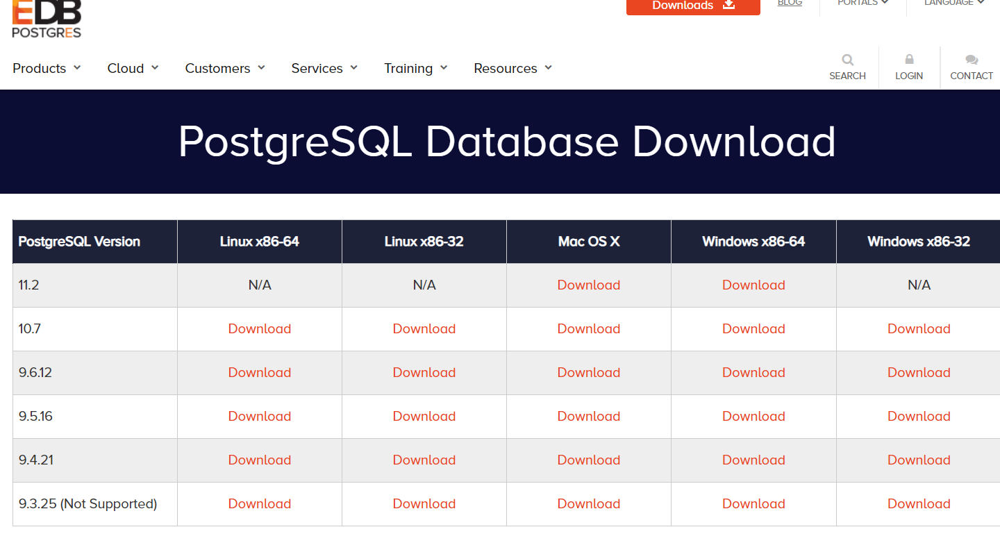 EDB
POSTGRES
Downloads BLOG PORTALS LANGUAGE
Products Cloud Customers Services Training Resources
SEARCH LOGIN CONTACT
PostgreSQL Database Download
PostgreSQL Version Linux x86-64 Linux x86-32 Mac OS X Windows x86-64 Windows x86-32
11.2 N/A N/A Download Download N/A
10.7 Download Download Download Download Download
9.6.12 Download Download Download Download Download
9.5.16 Download Download Download Download Download
9.4.21 Download Download Download Download Download
9.3.25 (Not Supported) Download Download Download Download Download